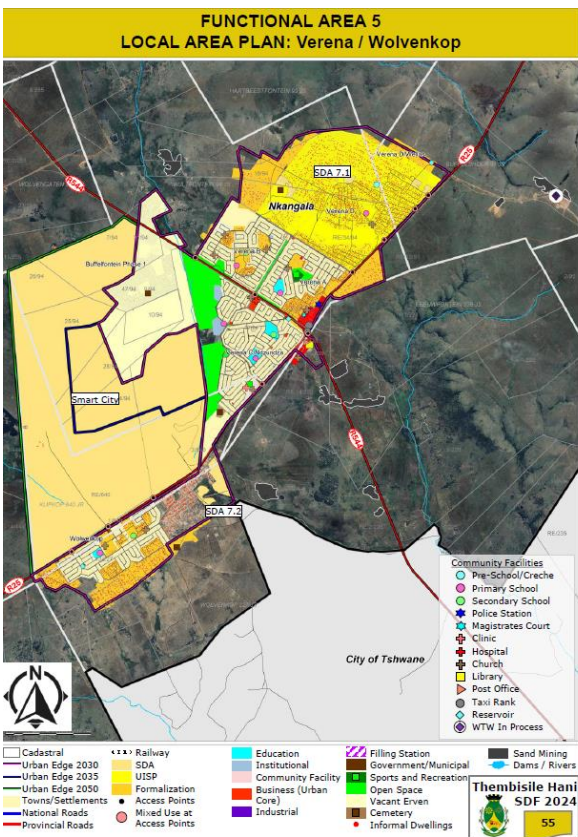 FUNCTIONAL AREA 5
LOCAL AREA PLAN: Verena / Wolvenkop
R544
R25
SDA 7.1
Nkangala
Verena D
Verena A
Buffelfontein Phase 1
Smart City
SDA 7.2
Wolvenkop
R25
R544
City of Tshwane
N
Community Facilities
Pre-School/Creche
Primary School
Secondary School
Police Station
Magistrates Court
Clinic
Hospital
Church
Library
Post Office
Taxi Rank
Reservoir
WTW In Process
Cadastral
Urban Edge 2030
Urban Edge 2035
Urban Edge 2050
Towns/Settlements
National Roads
Provincial Roads
Railway
SDA
UISP
Formalization
Access Points
Mixed Use at
Access Points
Education
Institutional
Community Facility
Business (Urban
Core)
Industrial
Filling Station
Government/Municipal
Sports and Recreation
Open Space
Vacant Erven
Cemetery
Informal Dwellings
Sand Mining
Dams / Rivers
Thembisile Hani
SDF 2024
55